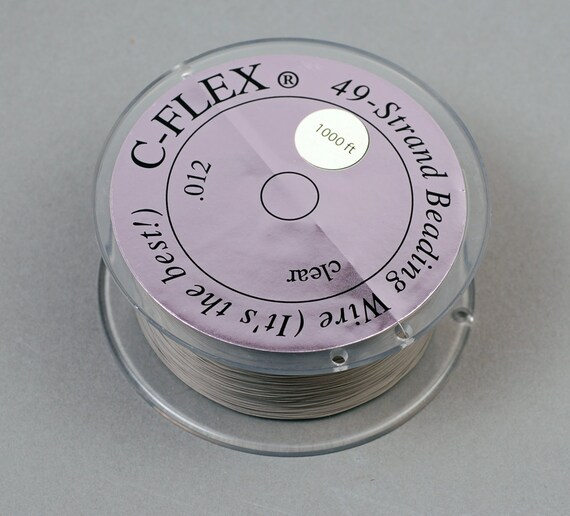 C-FLEX ® 49-Strand Beading Wire (It's the best!)
1000 ft
.012
clear